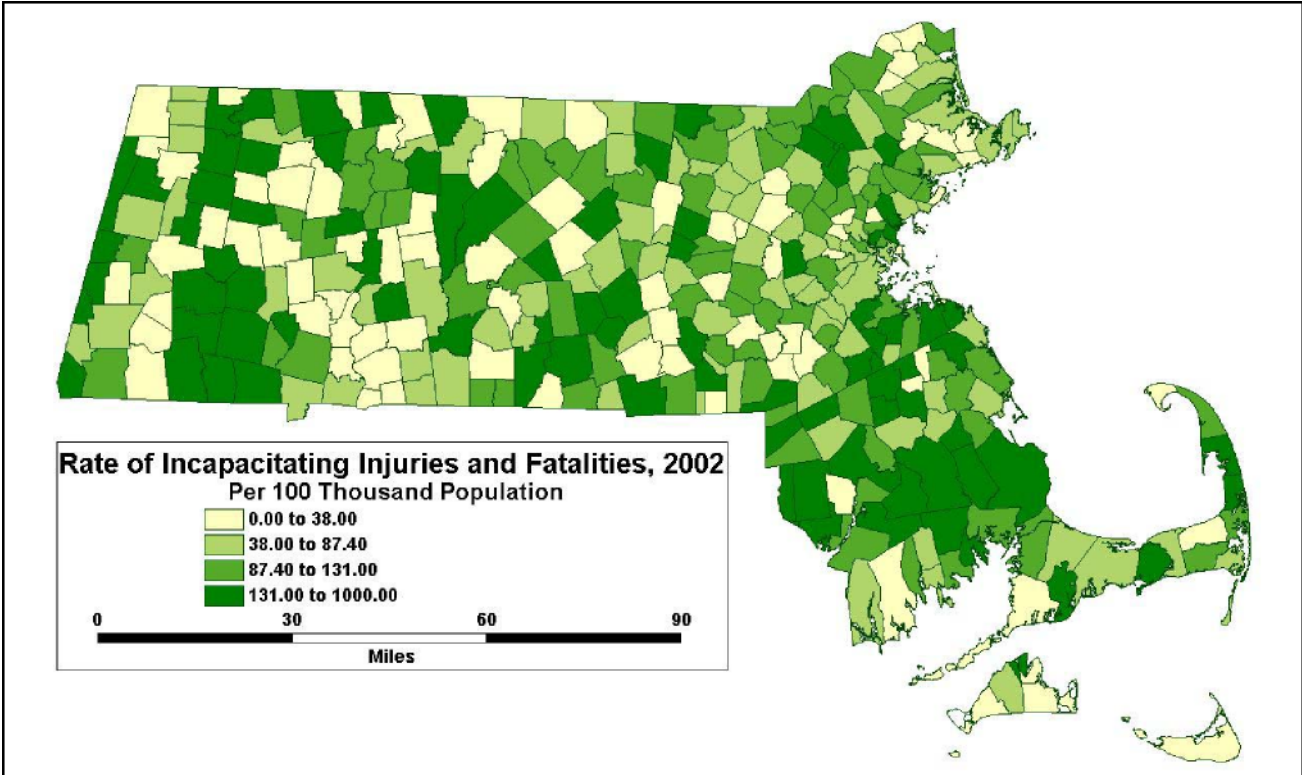 Rate of Incapacitating Injuries and Fatalities, 2002
Per 100 Thousand Population
0.00 to 38.00
38.00 to 87.40
87.40 to 131.00
131.00 to 1000.00
0 30 60 90
Miles